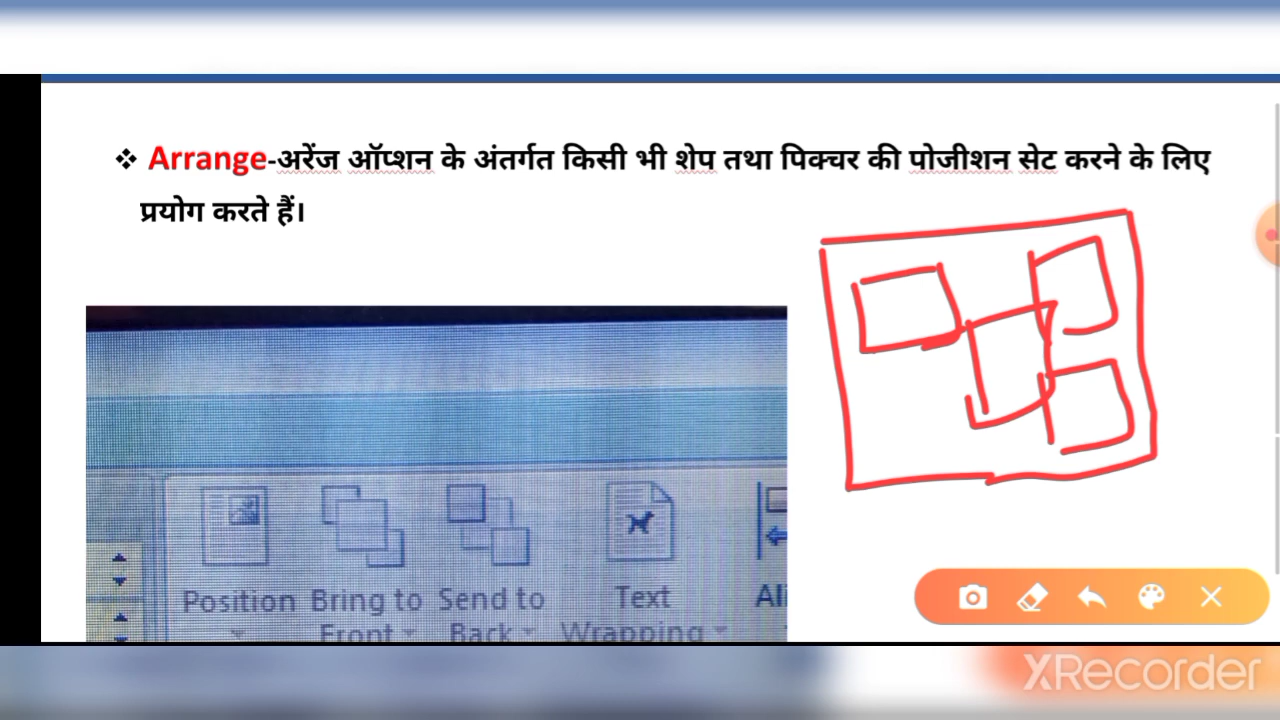 ❖ Arrange-अरेंज ऑप्शन के अंतर्गत किसी भी शेप तथा पिक्चर की पोजीशन सेट करने के लिए
प्रयोग करते हैं।
Position Bring to Send to Text
Front Back Wrapping
XRecorder